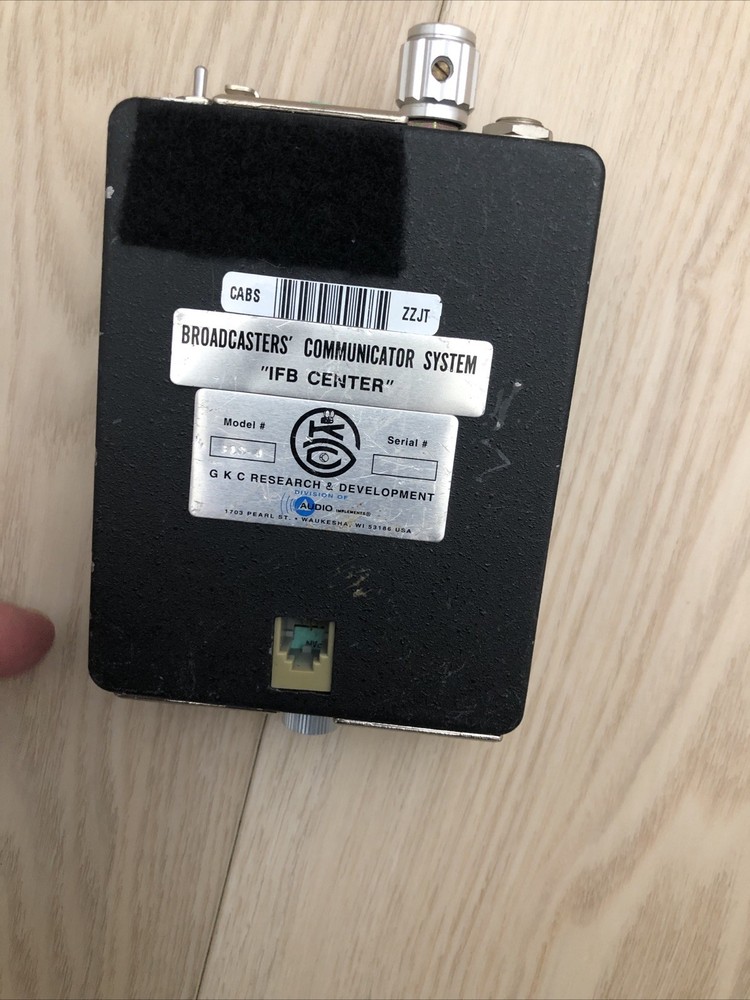 CABS ZZJT
BROADCASTERS' COMMUNICATOR SYSTEM
"IFB CENTER"
Model # Serial #
G K C RESEARCH & DEVELOPMENT
DIVISION OF
AUDIO IMPLEMENTS
1703 PEARL ST. • WAUKESHA, WI 53186 USA